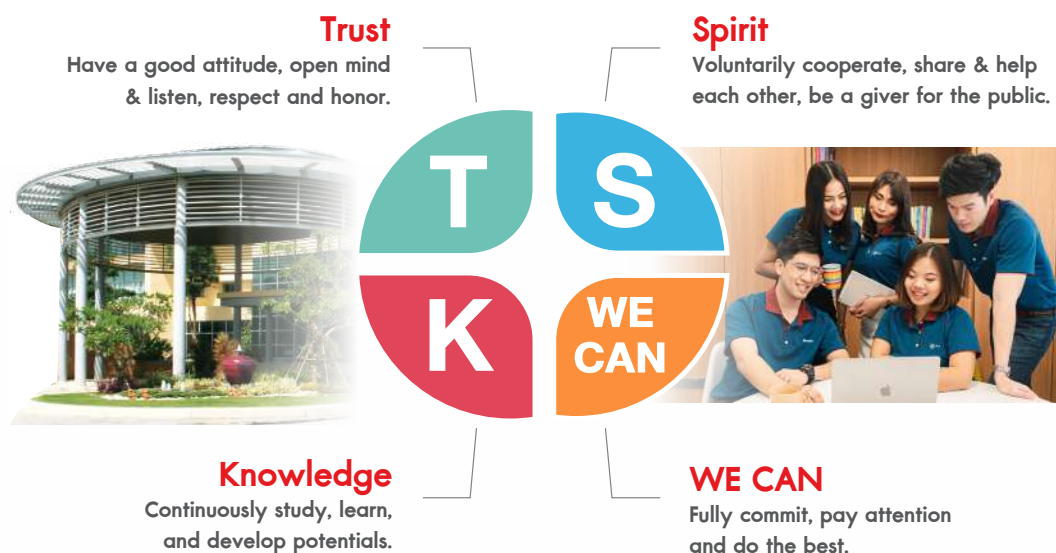 Trust
Have a good attitude, open mind
& listen, respect and honor.
Spirit
Voluntarily cooperate, share & help
each other, be a giver for the public.
T
S
K
WE
CAN
Knowledge
Continuously study, learn,
and develop potentials.
WE CAN
Fully commit, pay attention
and do the best.